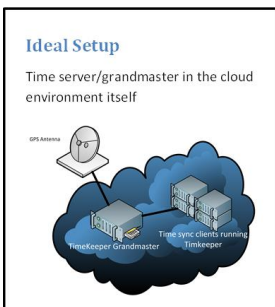 Ideal Setup
Time server/grandmaster in the cloud
environment itself
GPS Antenna
TimeKeeper Grandmaster
Time sync clients running
Timkeeper